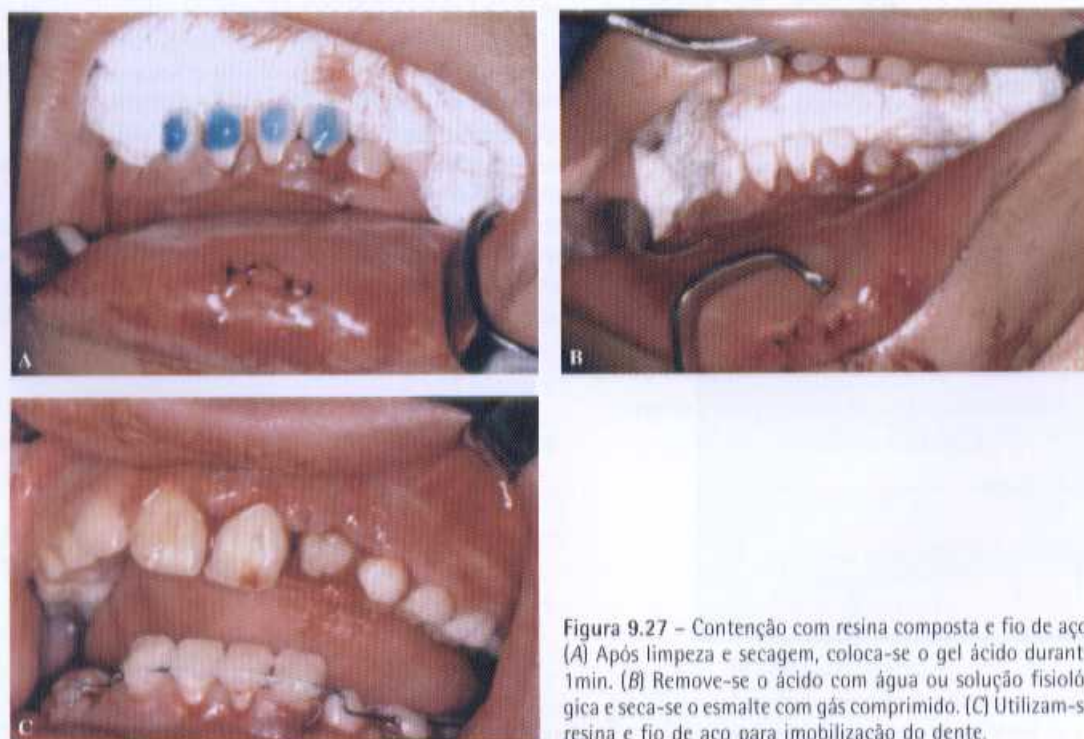 A
B
C
Figura 9.27 – Contenção com resina composta e fio de aço
(A) Após limpeza e secagem, coloca-se o gel ácido durant
1min. (B) Remove-se o ácido com água ou solução fisioló
gica e seca-se o esmalte com gás comprimido. (C) Utilizam-s
resina e fio de aço para imobilização do dente.